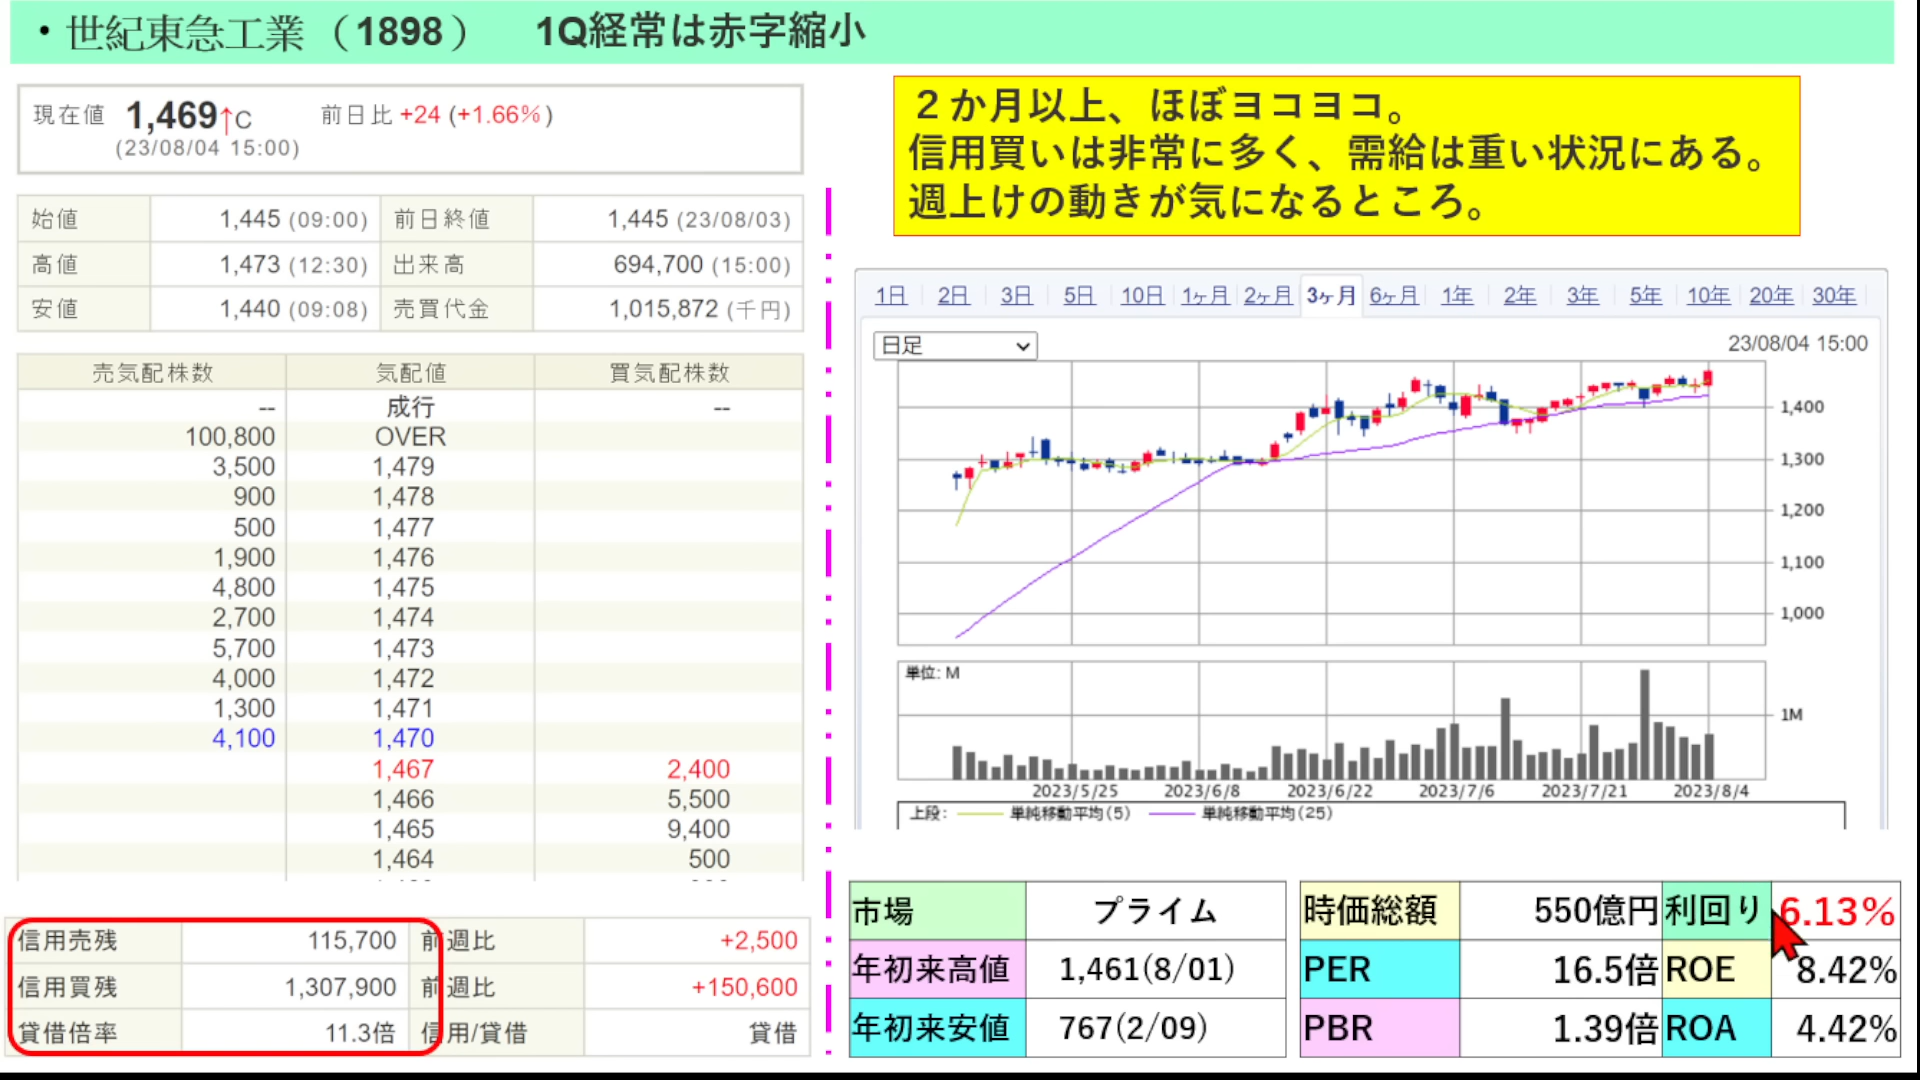 ・世紀東急工業（1898） 1Q経常は赤字縮小
現在値 1,469↑C 前日比 +24 (+1.66%)
(23/08/04 15:00)
２か月以上、ほぼヨコヨコ。
信用買いは非常に多く、需給は重い状況にある。
週上けの動きが気になるところ。
始値 1,445 (09:00) 前日終値 1,445 (23/08/03)
高値 1,473 (12:30) 出来高 694,700 (15:00)
安値 1,440 (09:08) 売買代金 1,015,872 (千円)
売気配株数 気配値 買気配株数
-- 成行 --
100,800 OVER
3,500 1,479
900 1,478
500 1,477
1,900 1,476
4,800 1,475
2,700 1,474
5,700 1,473
4,000 1,472
1,300 1,471
4,100 1,470
1,467 2,400
1,466 5,500
1,465 9,400
1,464 500
信用売残 115,700 前週比 +2,500
信用買残 1,307,900 前週比 +150,600
貸借倍率 11.3倍 信用/貸借 貸借
1日 2日 3日 5日 10日 1ヶ月 2ヶ月 3ヶ月 6ヶ月 1年 2年 3年 5年 10年 20年 30年
日足 23/08/04 15:00
1,400
1,300
1,200
1,100
1,000
単位: M
1M
2023/5/25 2023/6/8 2023/6/22 2023/7/6 2023/7/21 2023/8/4
上段: 単純移動平均(5) 単純移動平均(25)
市場 プライム 時価総額 550億円 利回り 6.13%
年初来高値 1,461(8/01) PER 16.5倍 ROE 8.42%
年初来安値 767(2/09) PBR 1.39倍 ROA 4.42%